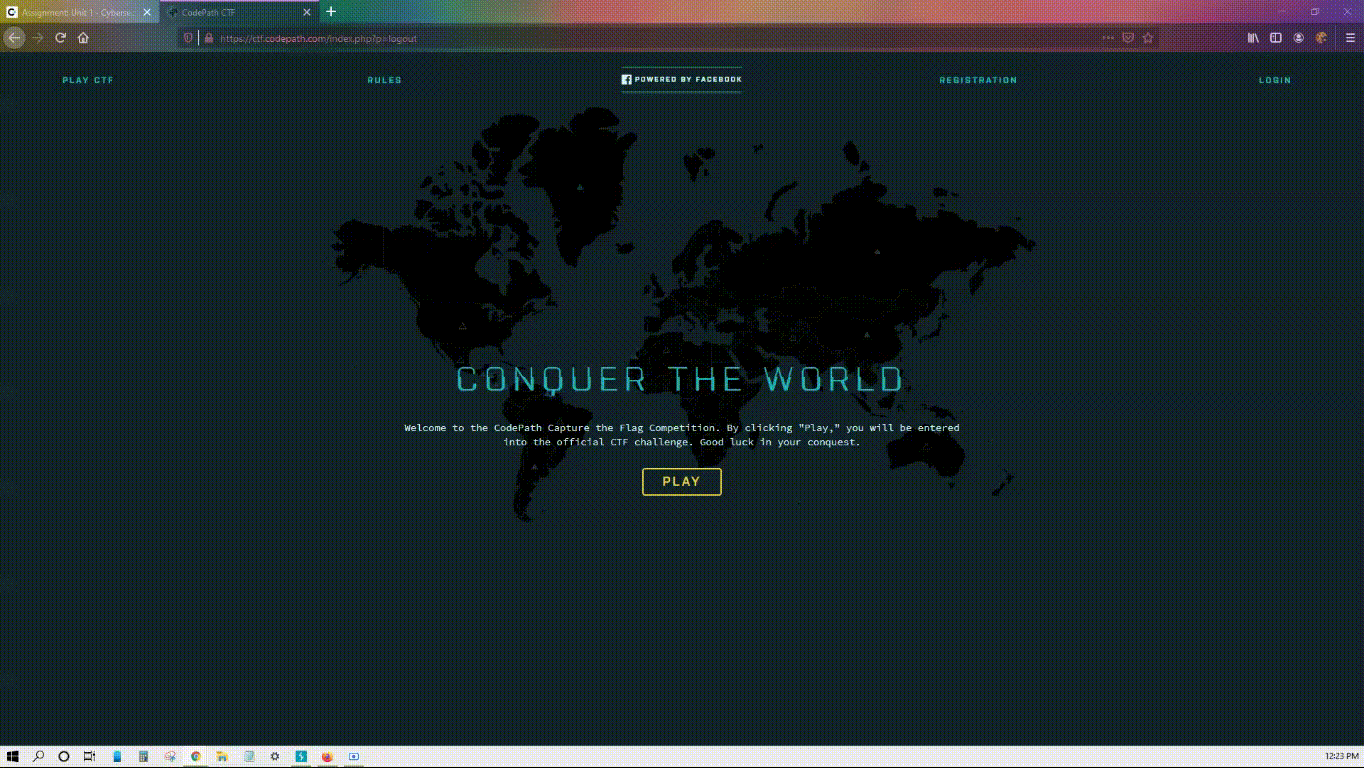 Assignment: Unit 1 - Cyberse...
CodePath CTF
https://ctf.codepath.com/index.php?p=logout
PLAY CTF
RULES
POWERED BY FACEBOOK
REGISTRATION
LOGIN
CONQUER THE WORLD
Welcome to the CodePath Capture the Flag Competition. By clicking "Play," you will be entered
into the official CTF challenge. Good luck in your conquest.
PLAY
12:23 PM